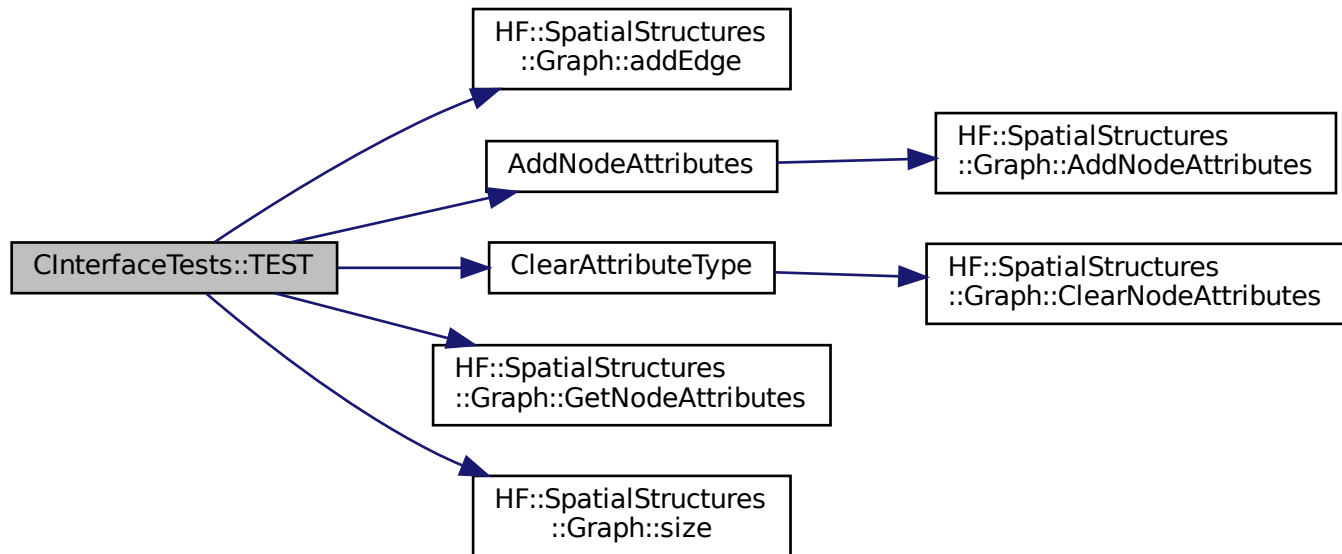 HF::SpatialStructures
::Graph::addEdge
AddNodeAttributes
HF::SpatialStructures
::Graph::AddNodeAttributes
CInterfaceTests::TEST
ClearAttributeType
HF::SpatialStructures
::Graph::ClearNodeAttributes
HF::SpatialStructures
::Graph::GetNodeAttributes
HF::SpatialStructures
::Graph::size